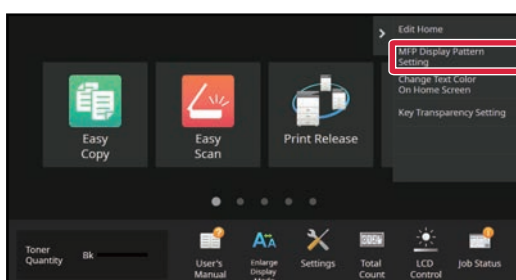 Edit Home
MFP Display Pattern
Setting
Change Text Color
On Home Screen
Key Transparency Setting
Easy
Copy
Easy
Scan
Print Release
Toner
Quantity
Bk
User's
Manual
Enlarge
Display
Mode
Settings
Total
Count
LCD
Control
Job Status